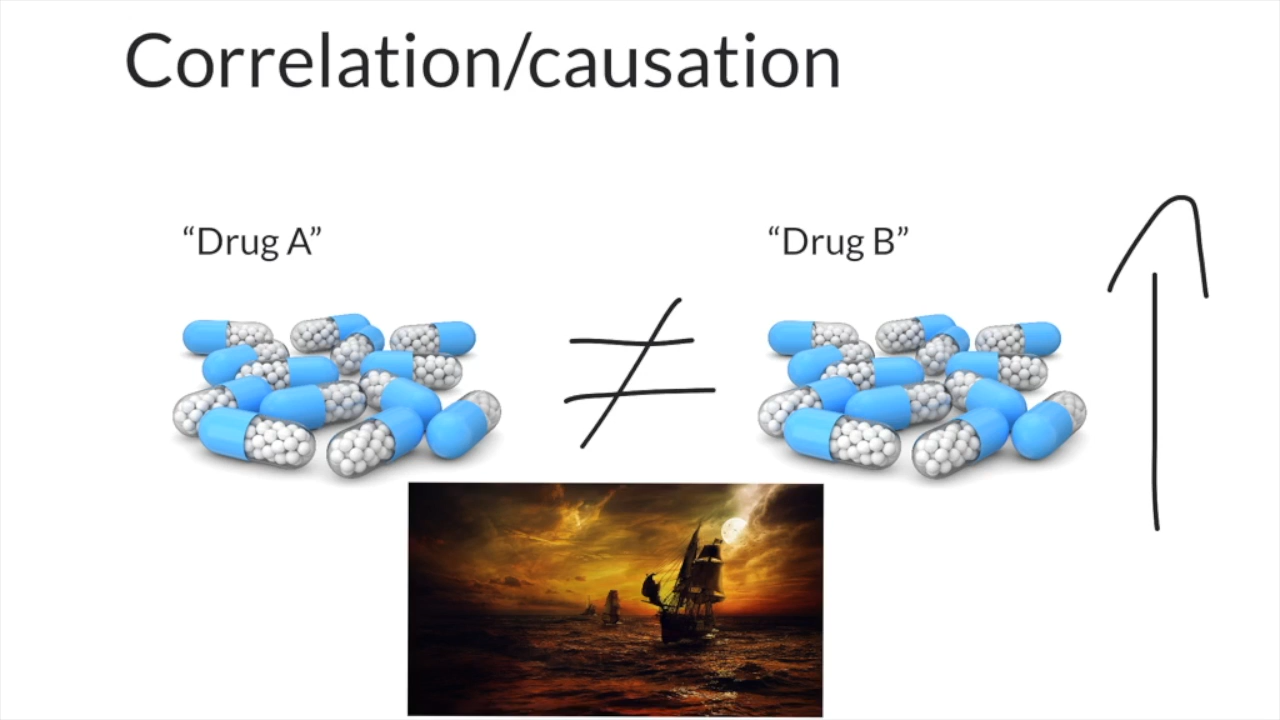 Correlation/causation
“Drug A”
≠
“Drug B”
↑